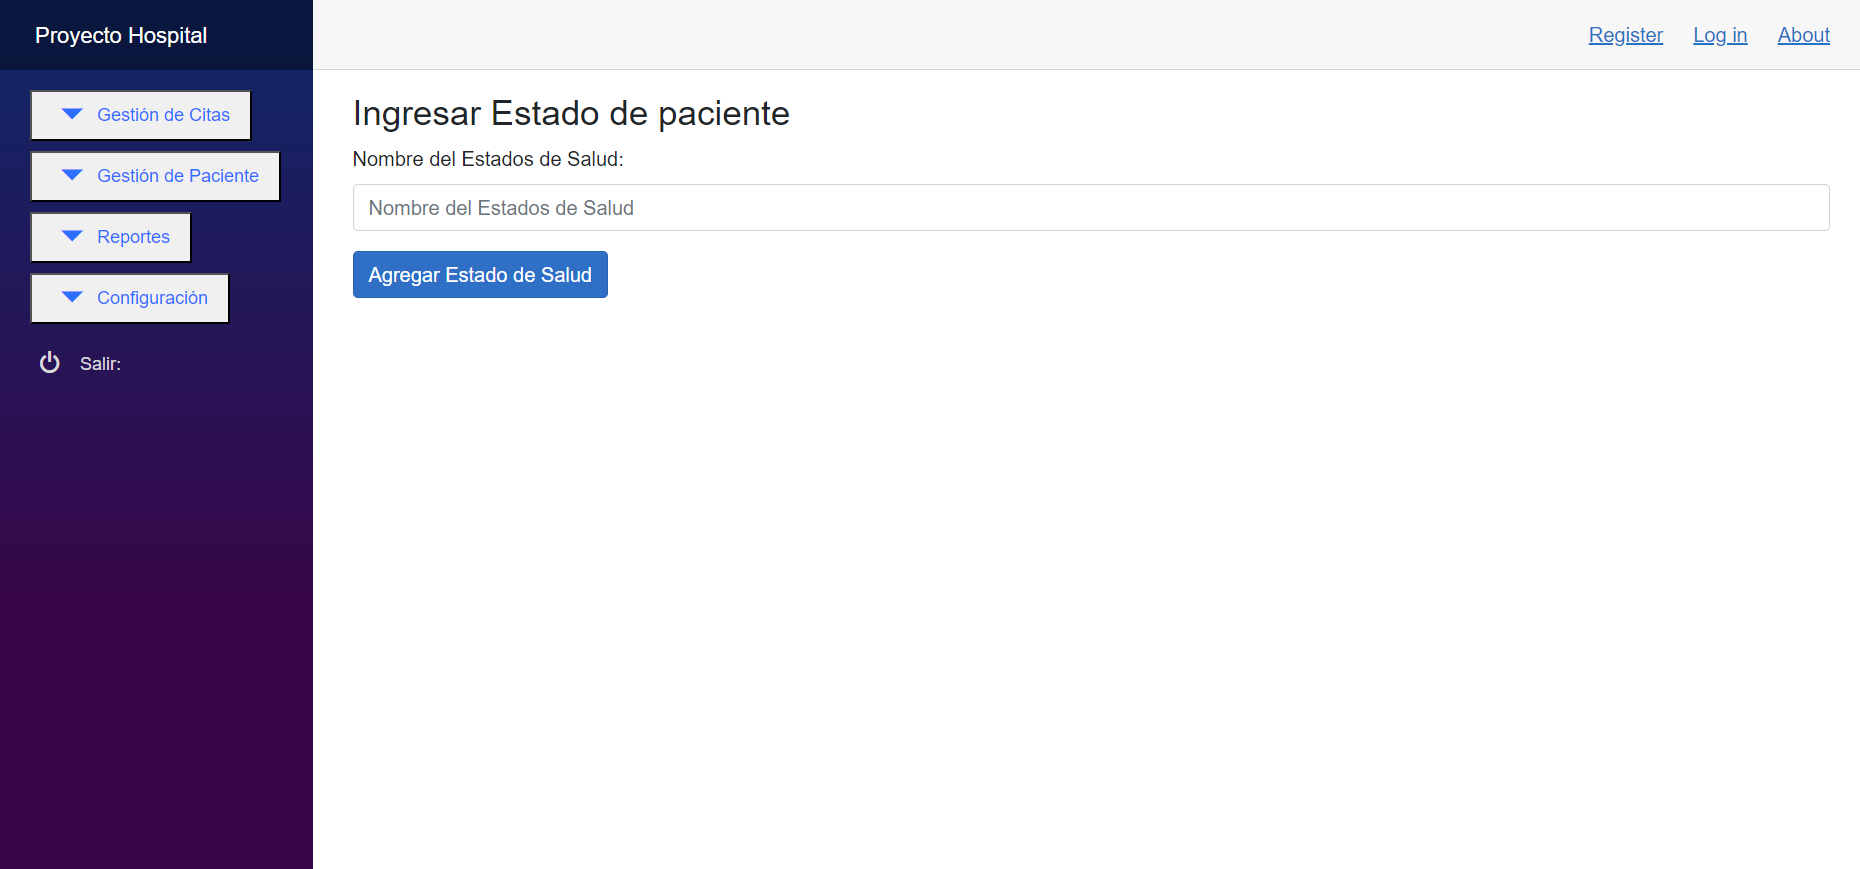 Proyecto Hospital
Register Log in About
Gestión de Citas
Gestión de Paciente
Reportes
Configuración
Salir:
Ingresar Estado de paciente
Nombre del Estados de Salud:
Nombre del Estados de Salud
Agregar Estado de Salud